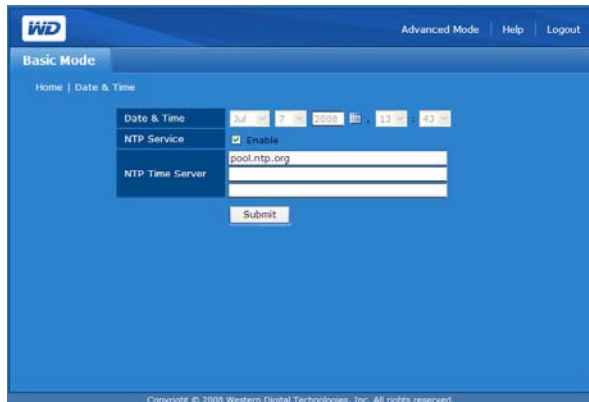 WD
Advanced Mode | Help | Logout
Basic Mode
Home | Date & Time
Date & Time Jul 7 2008 , 13 : 43
NTP Service Enable
NTP Time Server
pool.ntp.org
Submit
Copyright © 2008 Western Digital Technologies, Inc. All rights reserved.